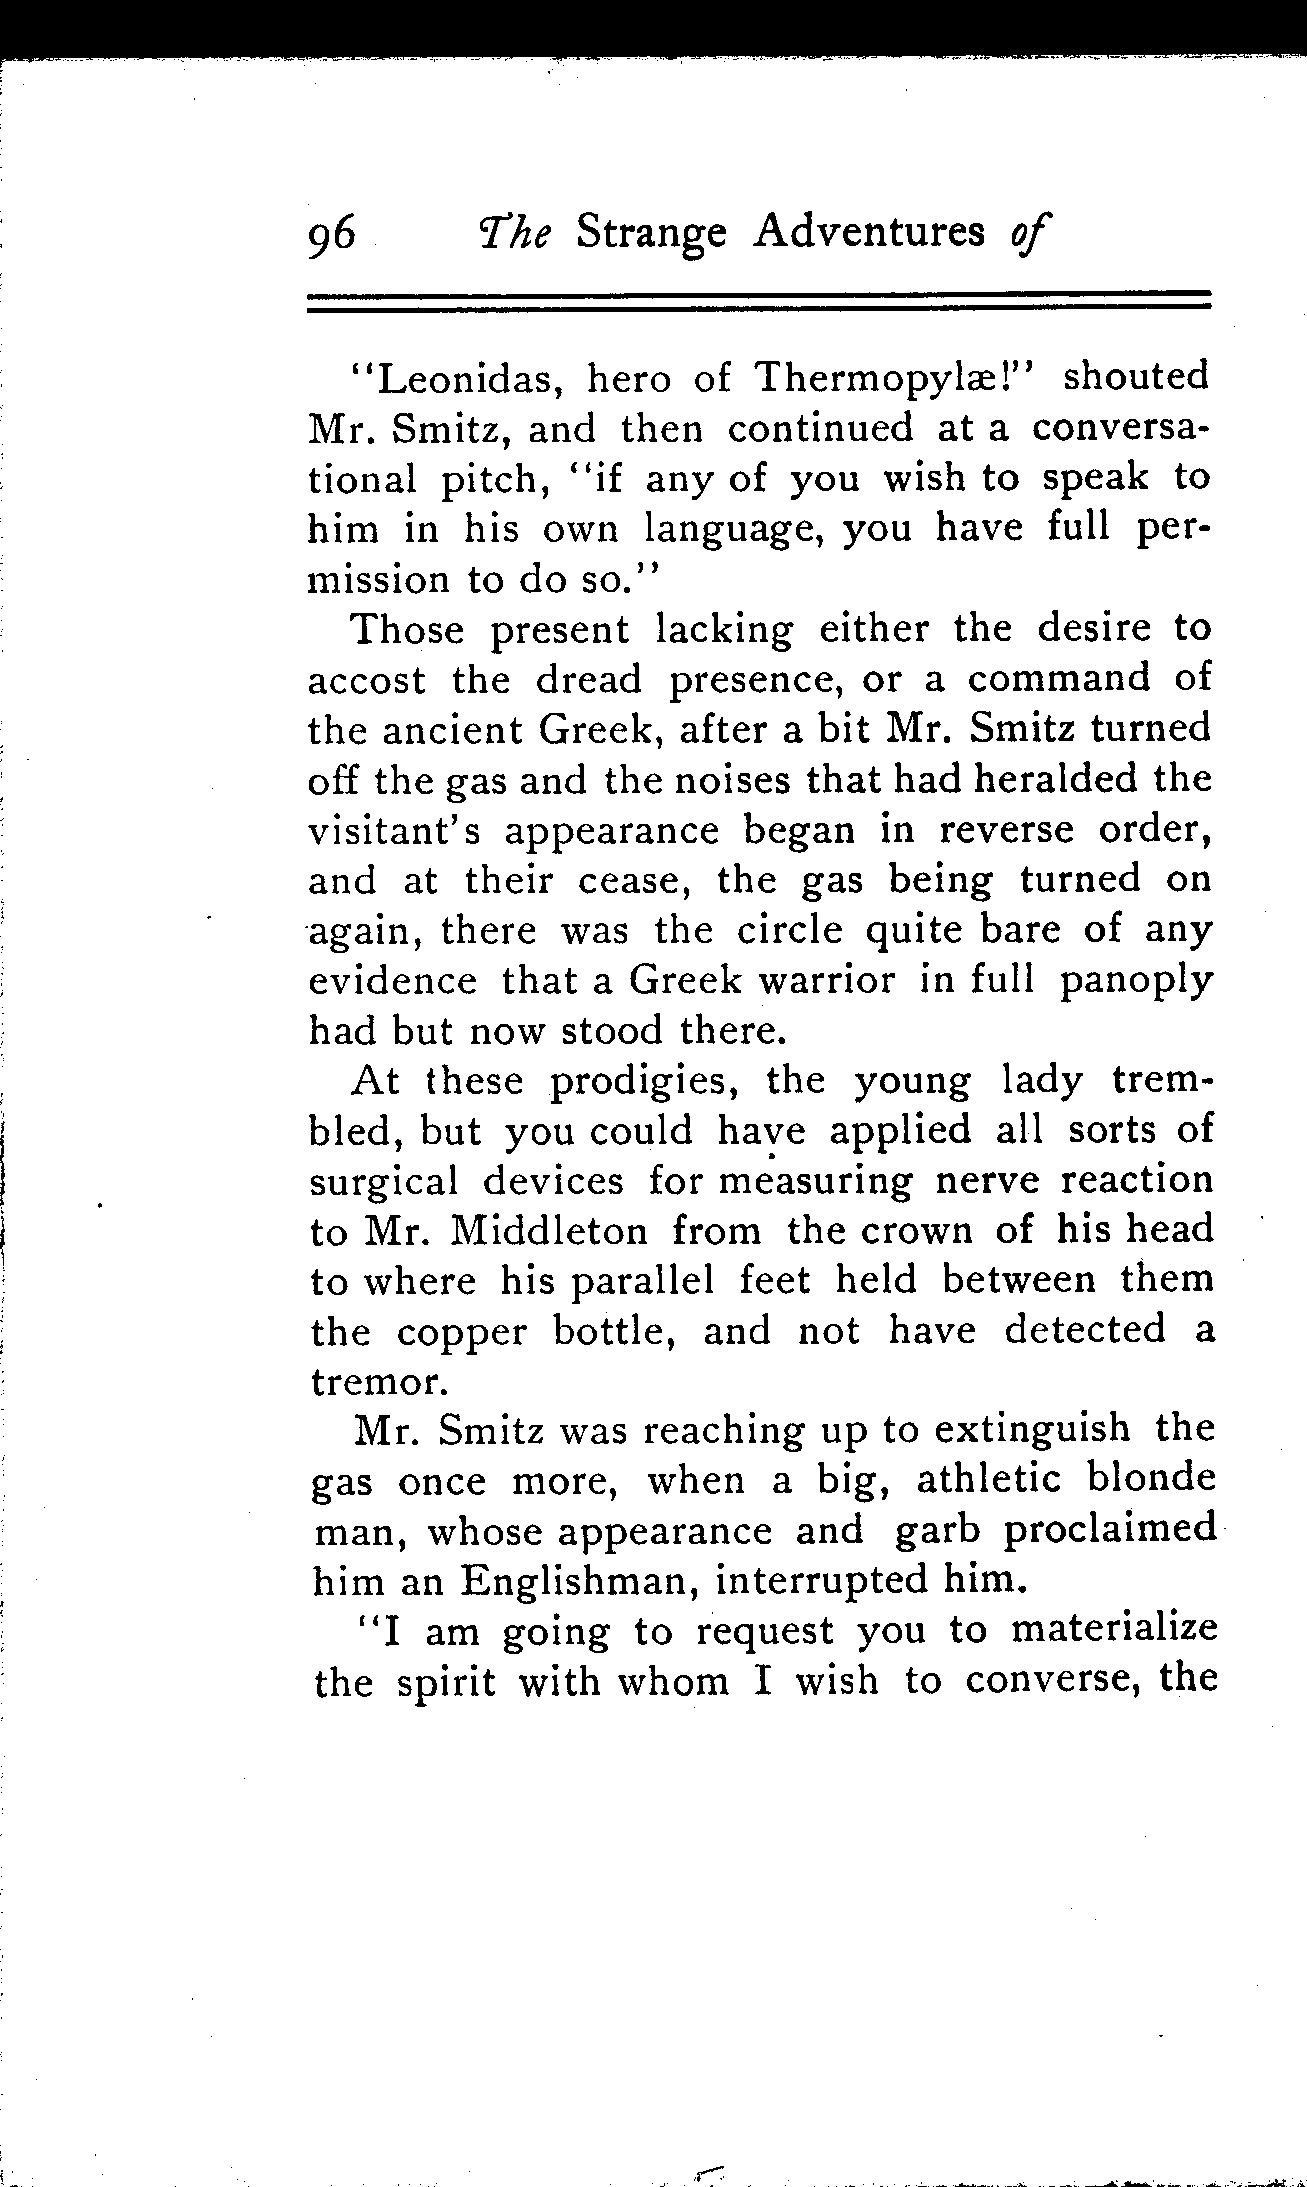 96 The Strange Adventures of
"Leonidas, hero of Thermopylæ!" shouted
Mr. Smitz, and then continued at a conversa-
tional pitch, "if any of you wish to speak to
him in his own language, you have full per-
mission to do so."
Those present lacking either the desire to
accost the dread presence, or a command of
the ancient Greek, after a bit Mr. Smitz turned
off the gas and the noises that had heralded the
visitant's appearance began in reverse order,
and at their cease, the gas being turned on
again, there was the circle quite bare of any
evidence that a Greek warrior in full panoply
had but now stood there.
At these prodigies, the young lady trem-
bled, but you could have applied all sorts of
surgical devices for measuring nerve reaction
to Mr. Middleton from the crown of his head
to where his parallel feet held between them
the copper bottle, and not have detected a
tremor.
Mr. Smitz was reaching up to extinguish the
gas once more, when a big, athletic blonde
man, whose appearance and garb proclaimed
him an Englishman, interrupted him.
"I am going to request you to materialize
the spirit with whom I wish to converse, the